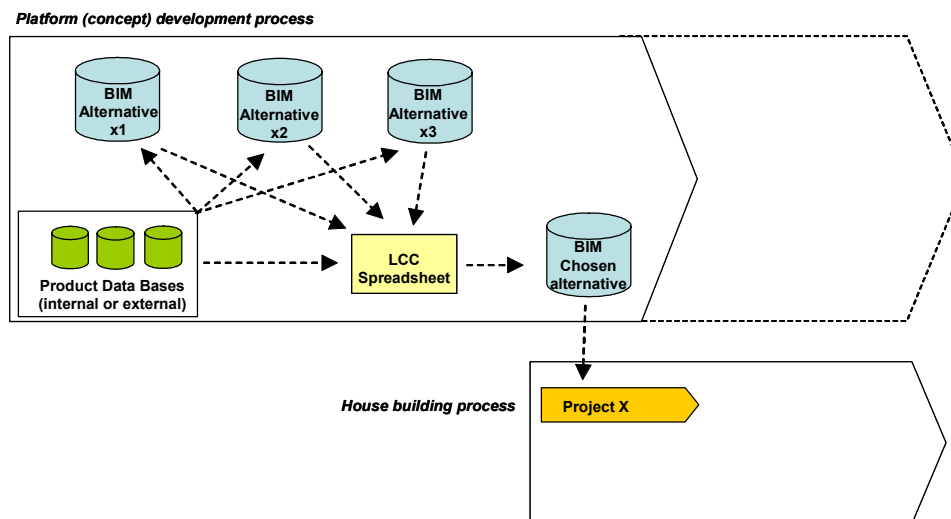 Platform (concept) development process
BIM
Alternative
x1
BIM
Alternative
x2
BIM
Alternative
x3
Product Data Bases
(internal or external)
LCC
Spreadsheet
BIM
Chosen
alternative
House building process
Project X